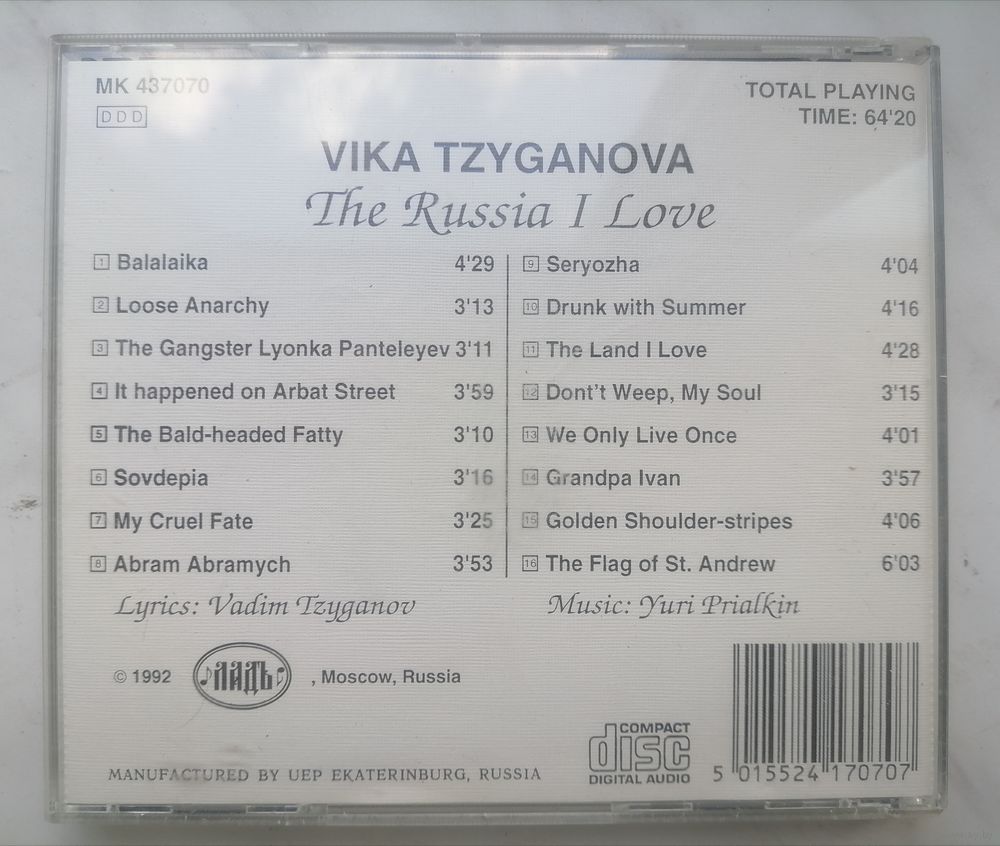 MK 437070
DDD
TOTAL PLAYING
TIME: 64'20
VIKA TZYGANOVA
The Russia I Love
1 Balalaika 4'29
2 Loose Anarchy 3'13
3 The Gangster Lyonka Panteleyev 3'11
4 It happened on Arbat Street 3'59
5 The Bald-headed Fatty 3'10
6 Sovdepia 3'16
7 My Cruel Fate 3'25
8 Abram Abramych 3'53
9 Seryozha 4'04
10 Drunk with Summer 4'16
11 The Land I Love 4'28
12 Dont't Weep, My Soul 3'15
13 We Only Live Once 4'01
14 Grandpa Ivan 3'57
15 Golden Shoulder-stripes 4'06
16 The Flag of St. Andrew 6'03
Lyrics: Vadim Tzyganov
Music: Yuri Prialkin
© 1992 ЛАДЪ , Moscow, Russia
COMPACT
disc
DIGITAL AUDIO
MANUFACTURED BY UEP EKATERINBURG, RUSSIA
5 015524 170707